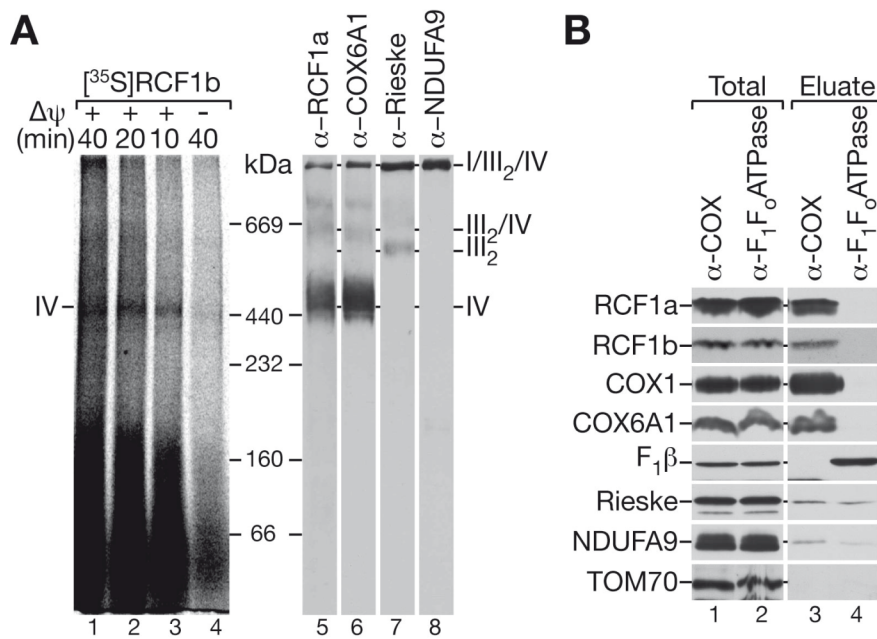 A
[³⁵S]RCF1b
Δψ + + + -
(min) 40 20 10 40
α-RCF1a
α-COX6A1
α-Rieske
α-NDUFA9
kDa
I/III₂/IV
669
III₂/IV
III₂
IV
440
IV
232
160
66
1 2 3 4 5 6 7 8
B
Total Eluate
α-COX
α-F₁F₀ATPase
α-COX
α-F₁F₀ATPase
RCF1a
RCF1b
COX1
COX6A1
F₁β
Rieske
NDUFA9
TOM70
1 2 3 4